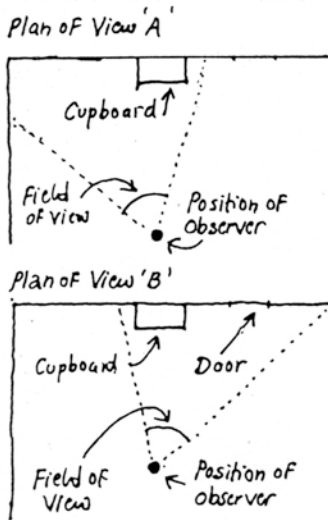 Plan of View 'A'
Cupboard
Field
of view
Position of
observer
Plan of View 'B'
Cupboard
Door
Field of
View
Position of
observer